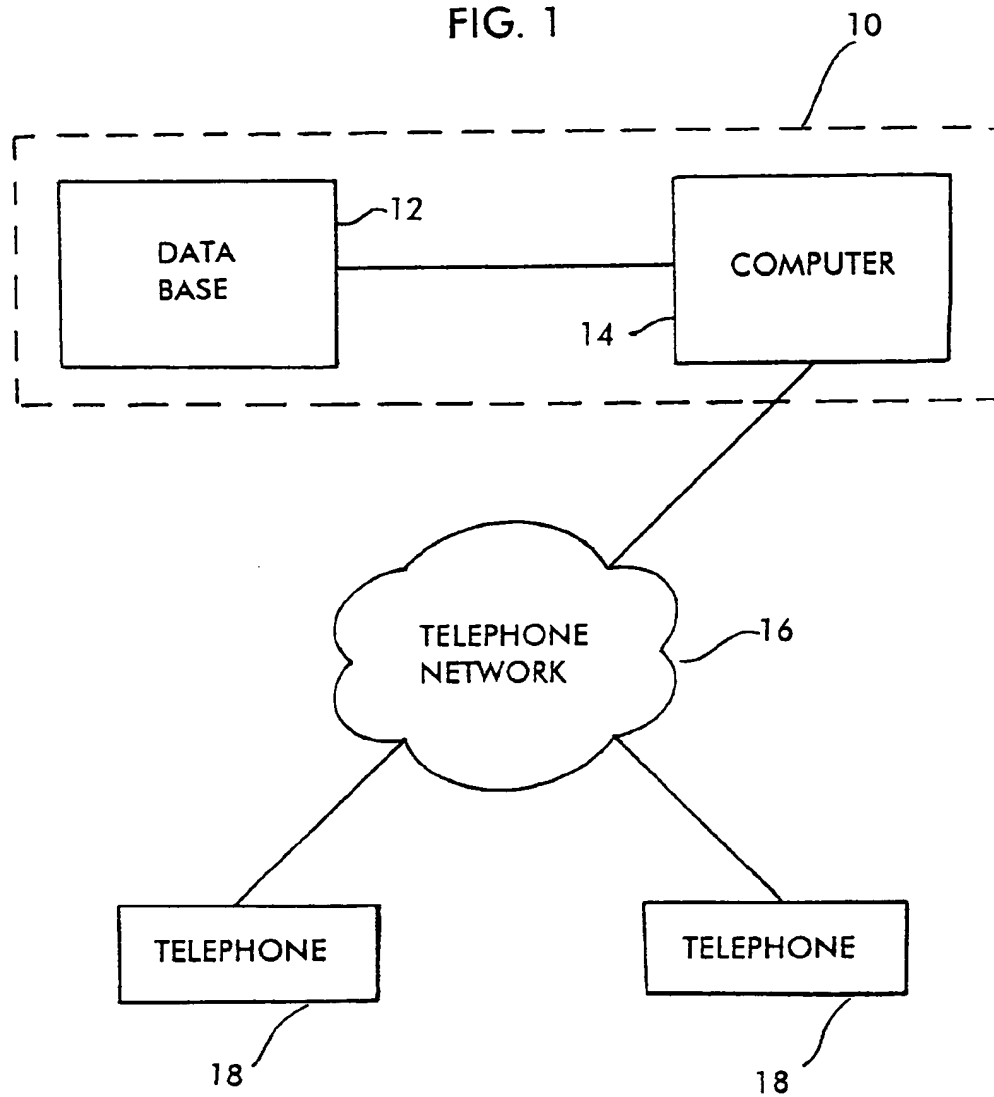 FIG. 1
10
DATA
BASE
12
COMPUTER
14
TELEPHONE
NETWORK
16
TELEPHONE
TELEPHONE
18
18